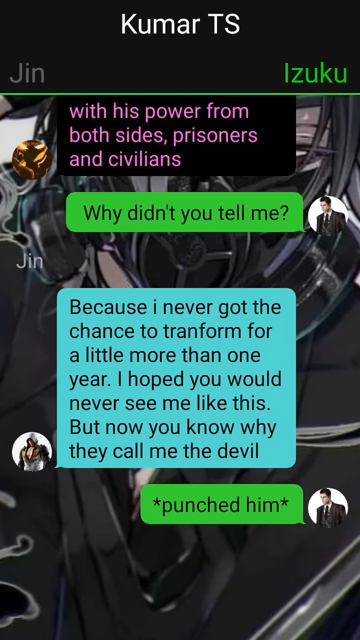 Kumar TS
Jin
Izuku
with his power from
both sides, prisoners
and civilians
Why didn't you tell me?
Jin
Because i never got the
chance to tranform for
a little more than one
year. I hoped you would
never see me like this.
But now you know why
they call me the devil
*punched him*